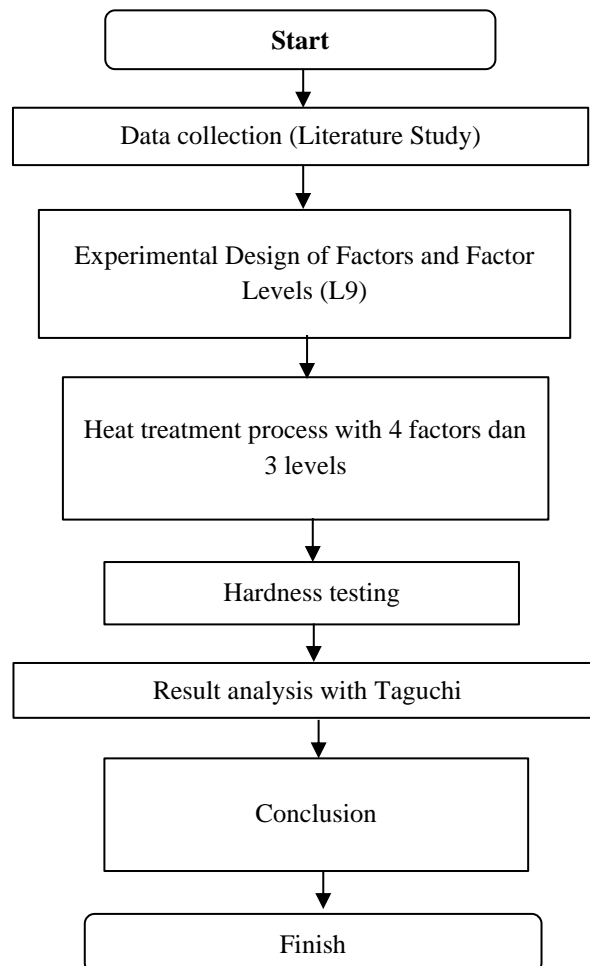 Start
Data collection (Literature Study)
Experimental Design of Factors and Factor
Levels (L9)
Heat treatment process with 4 factors dan
3 levels
Hardness testing
Result analysis with Taguchi
Conclusion
Finish